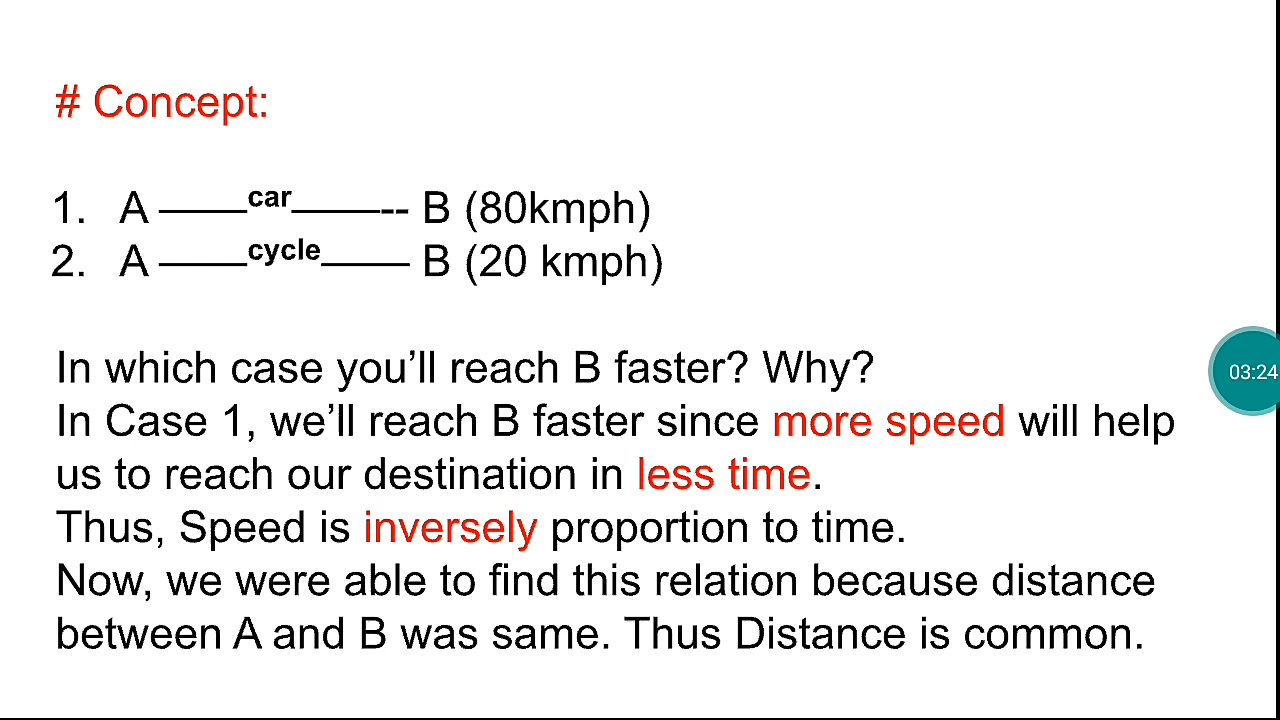 # Concept:
1. A ——car——-- B (80kmph)
2. A ——cycle—— B (20 kmph)
In which case you’ll reach B faster? Why?
In Case 1, we’ll reach B faster since more speed will help
us to reach our destination in less time.
Thus, Speed is inversely proportion to time.
Now, we were able to find this relation because distance
between A and B was same. Thus Distance is common.
03:24